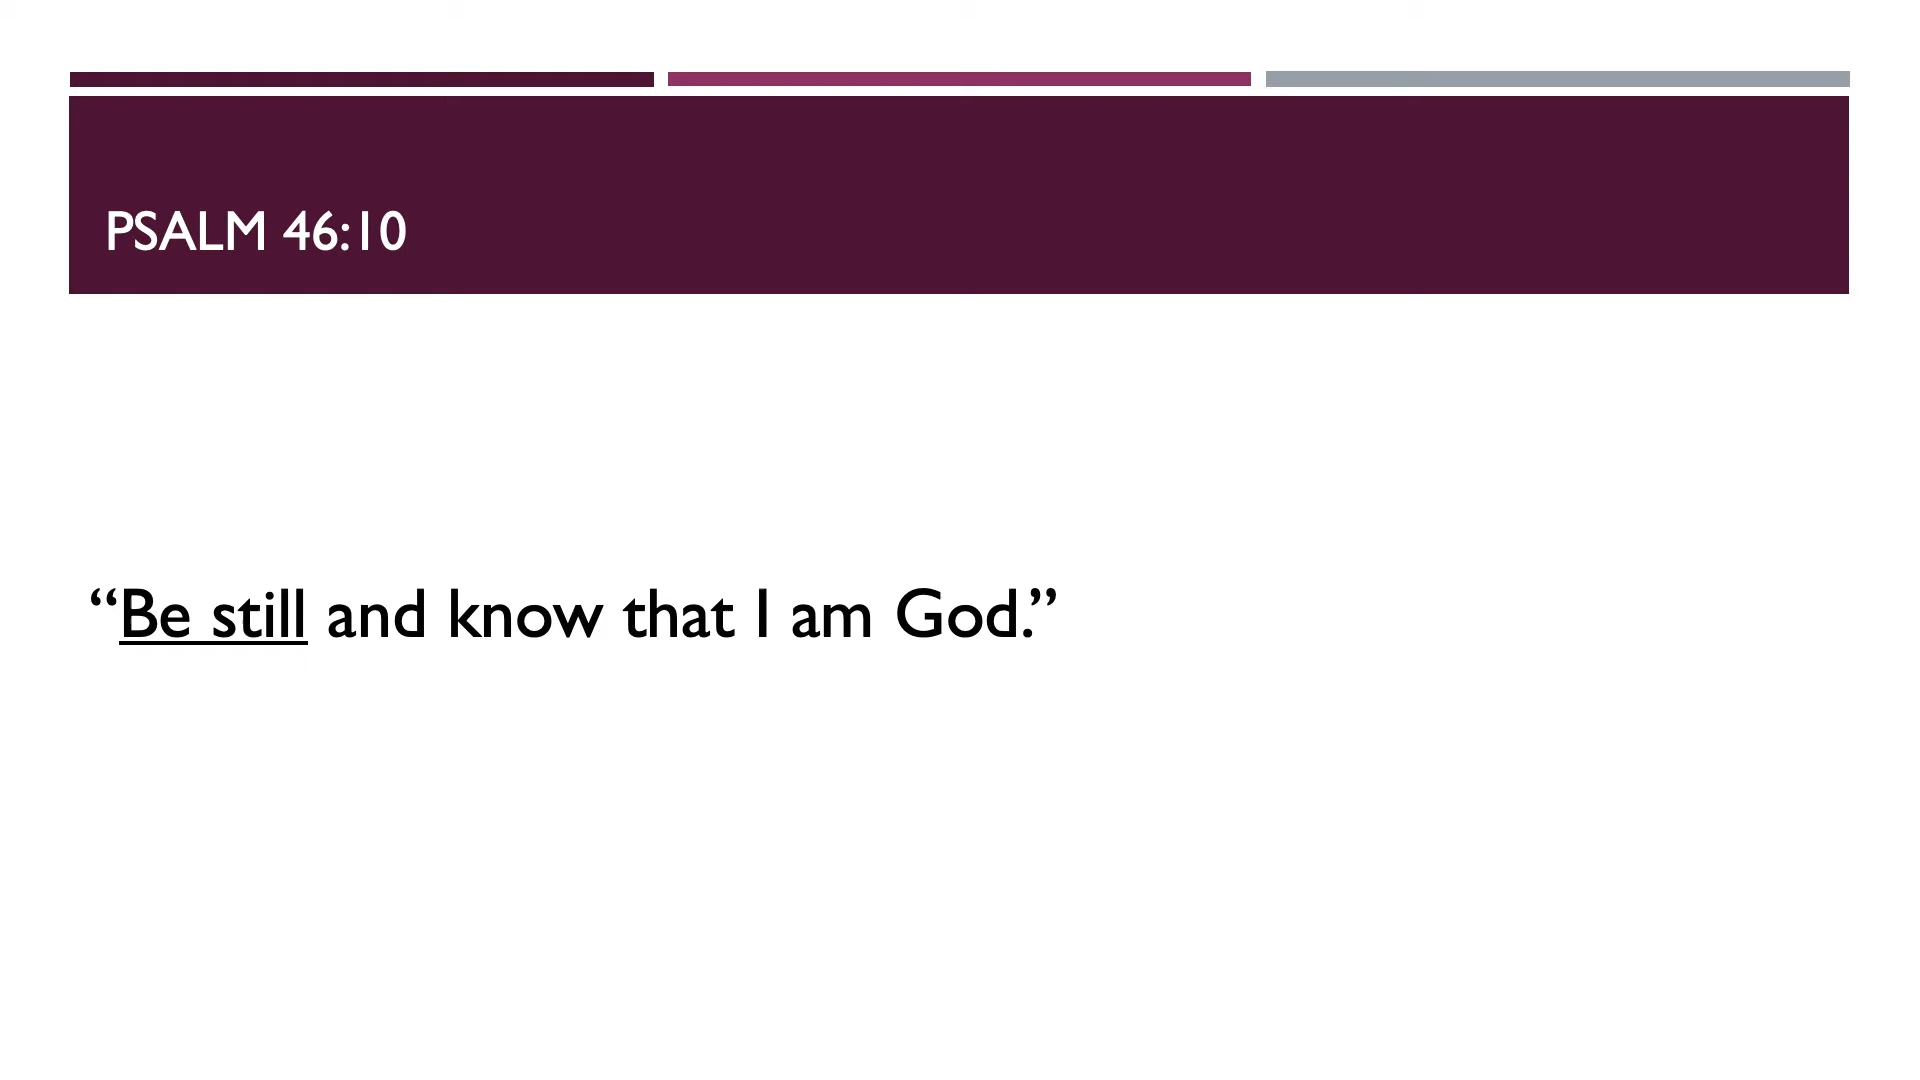 PSALM 46:10
“Be still and know that I am God.”